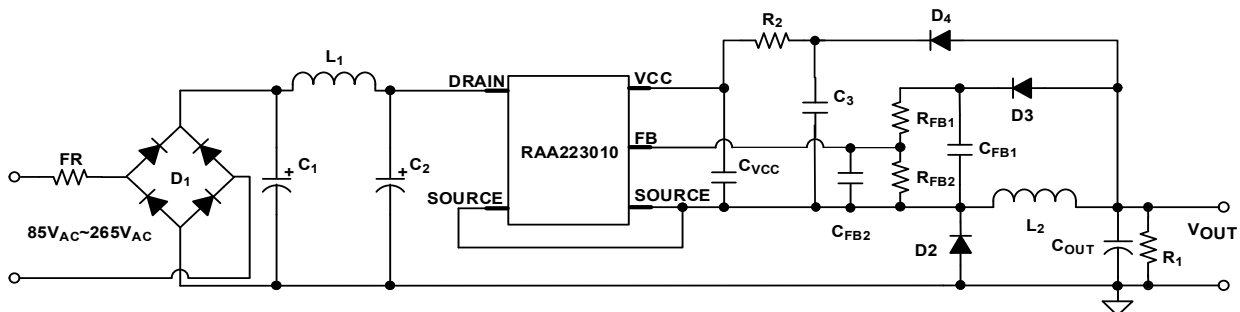 D4
R2
L1
DRAIN
VCC
C3
D3
RFB1
FR
D1
C1
C2
FB
RAA223010
CVCC
CFB1
RFB2
SOURCE
SOURCE
85VAC~265VAC
CFB2
D2
L2
COUT
R1
VOUT